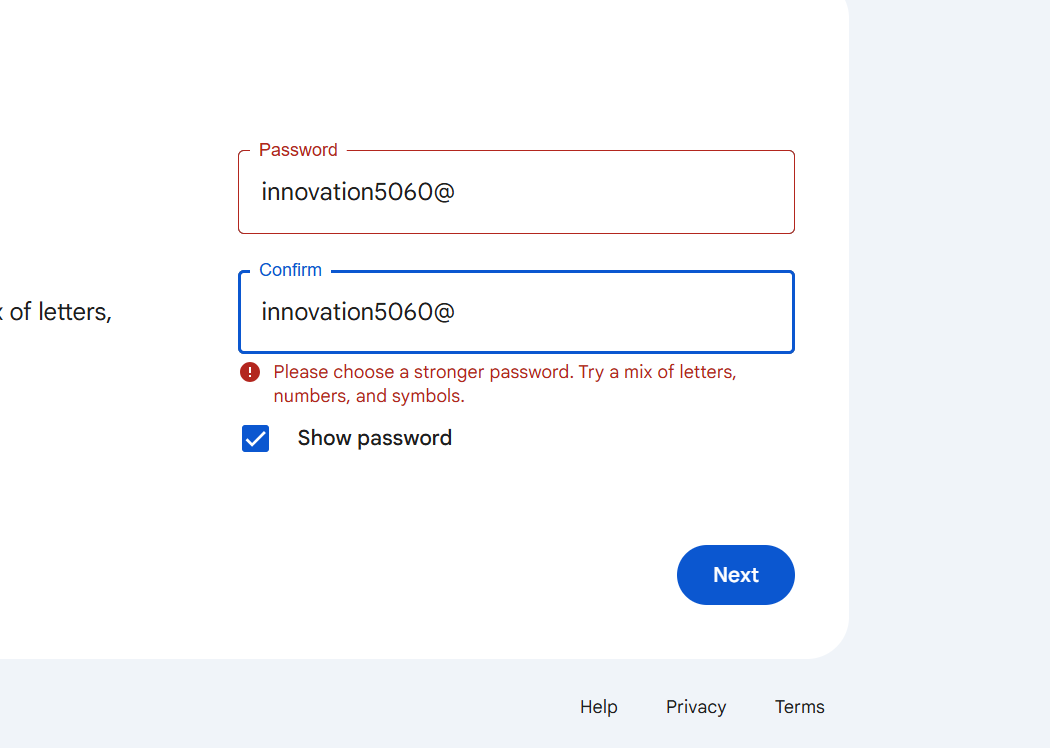 Password
innovation5060@
Confirm
innovation5060@
of letters,
Please choose a stronger password. Try a mix of letters,
numbers, and symbols.
Show password
Next
Help Privacy Terms